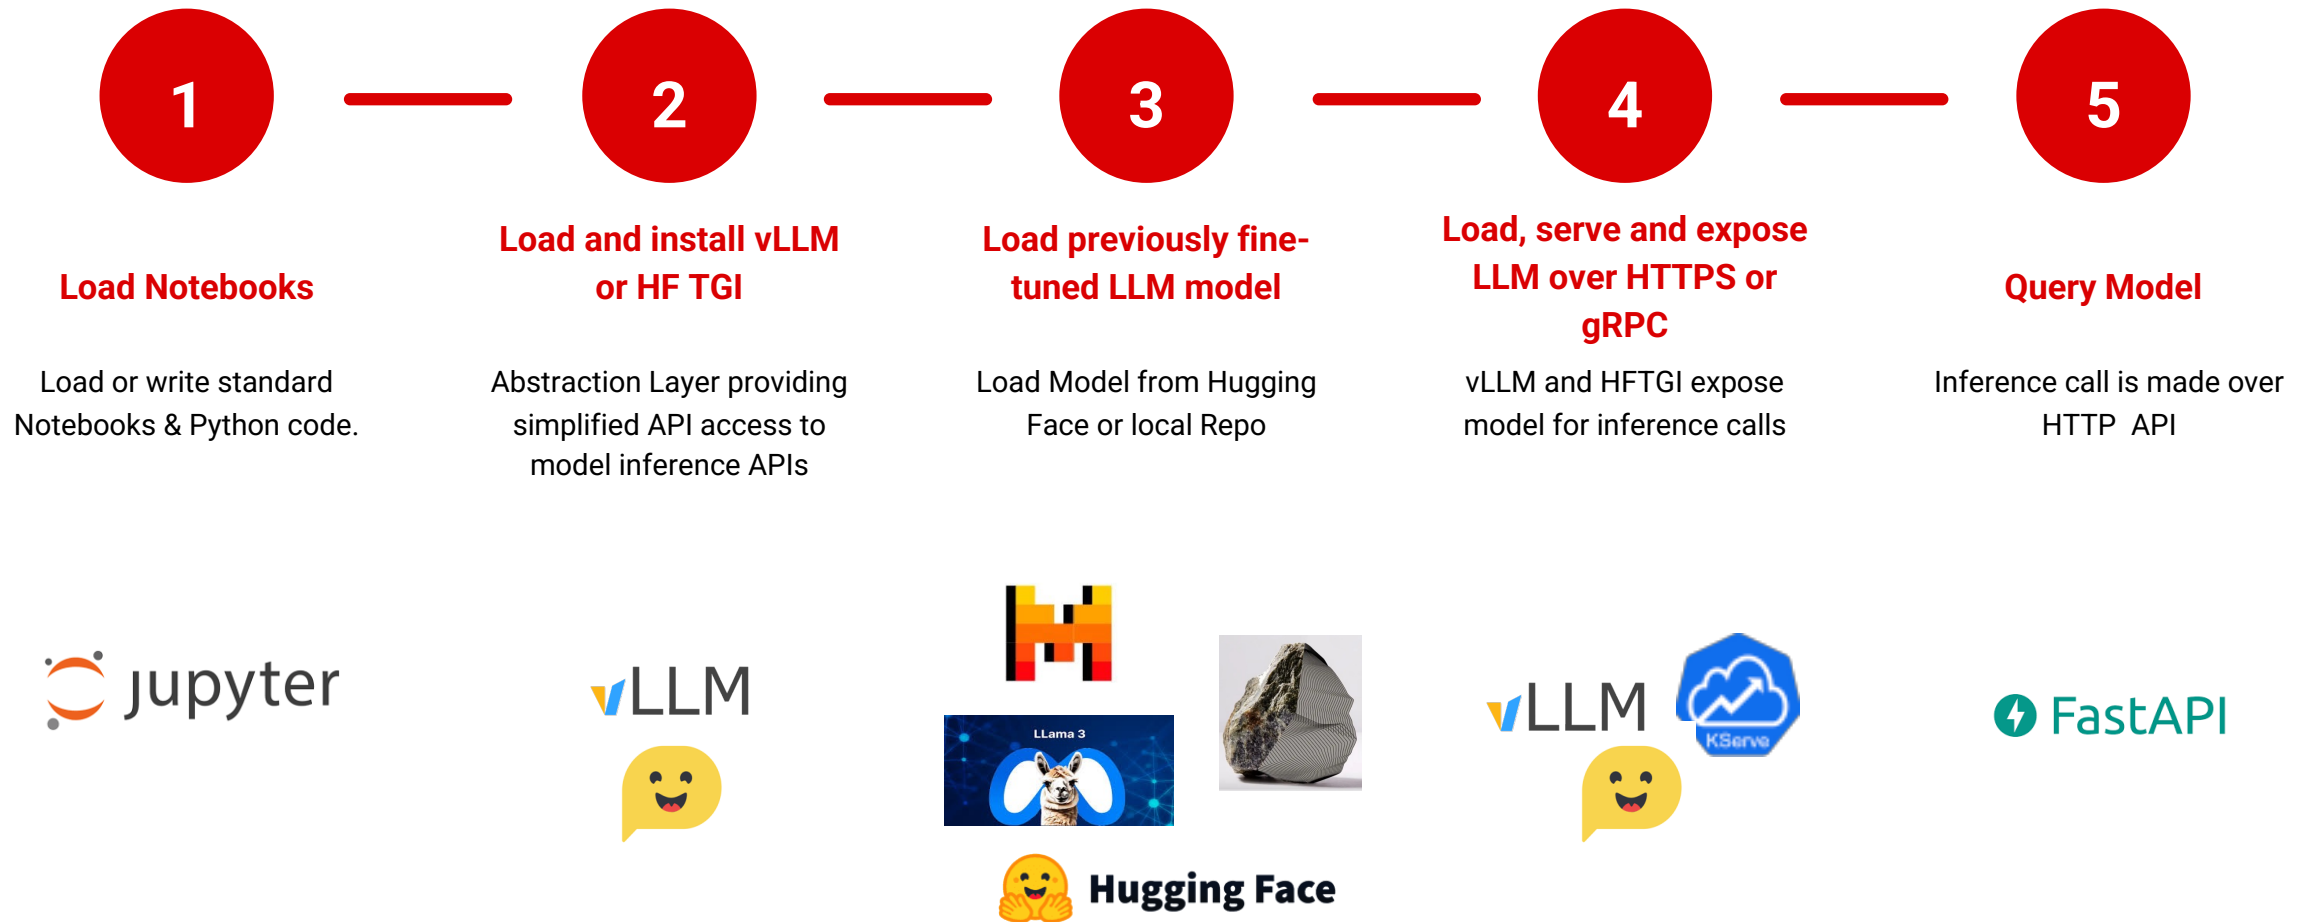 1
2
3
4
5
Load Notebooks
Load or write standard
Notebooks & Python code.
Load and install vLLM
or HF TGI
Abstraction Layer providing
simplified API access to
model inference APIs
Load previously fine-
tuned LLM model
Load Model from Hugging
Face or local Repo
Load, serve and expose
LLM over HTTPS or
gRPC
vLLM and HFTGI expose
model for inference calls
Query Model
Inference call is made over
HTTP  API
jupyter
vLLM
LLama 3
Hugging Face
vLLM
KServe
FastAPI